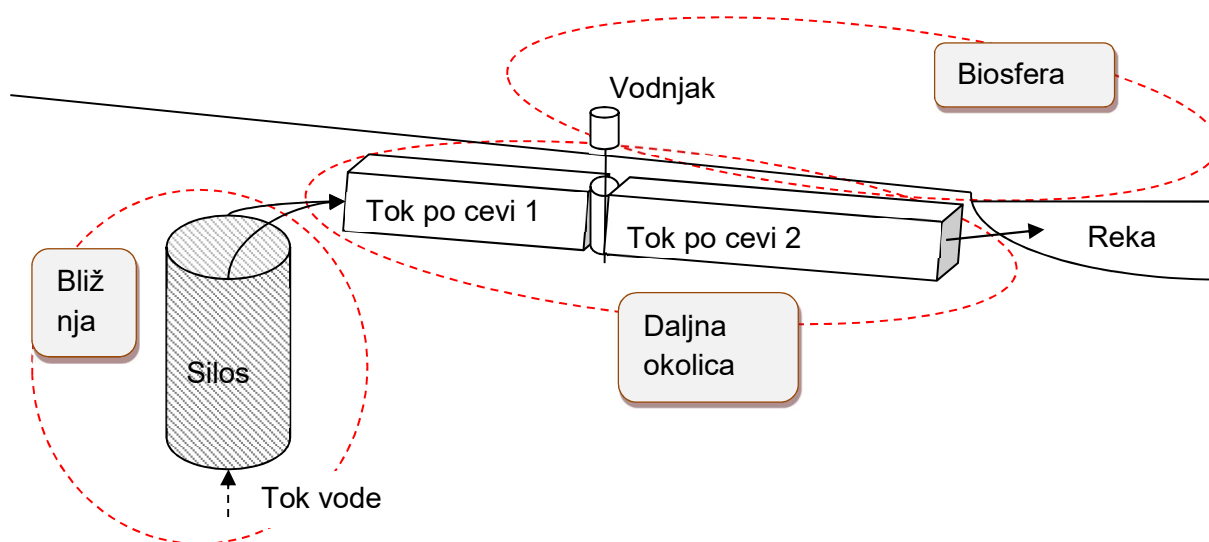 Biosfera
Vodnjak
Tok po cevi 1
Tok po cevi 2
Reka
Bliž
nja
Daljna
okolica
Silos
Tok vode